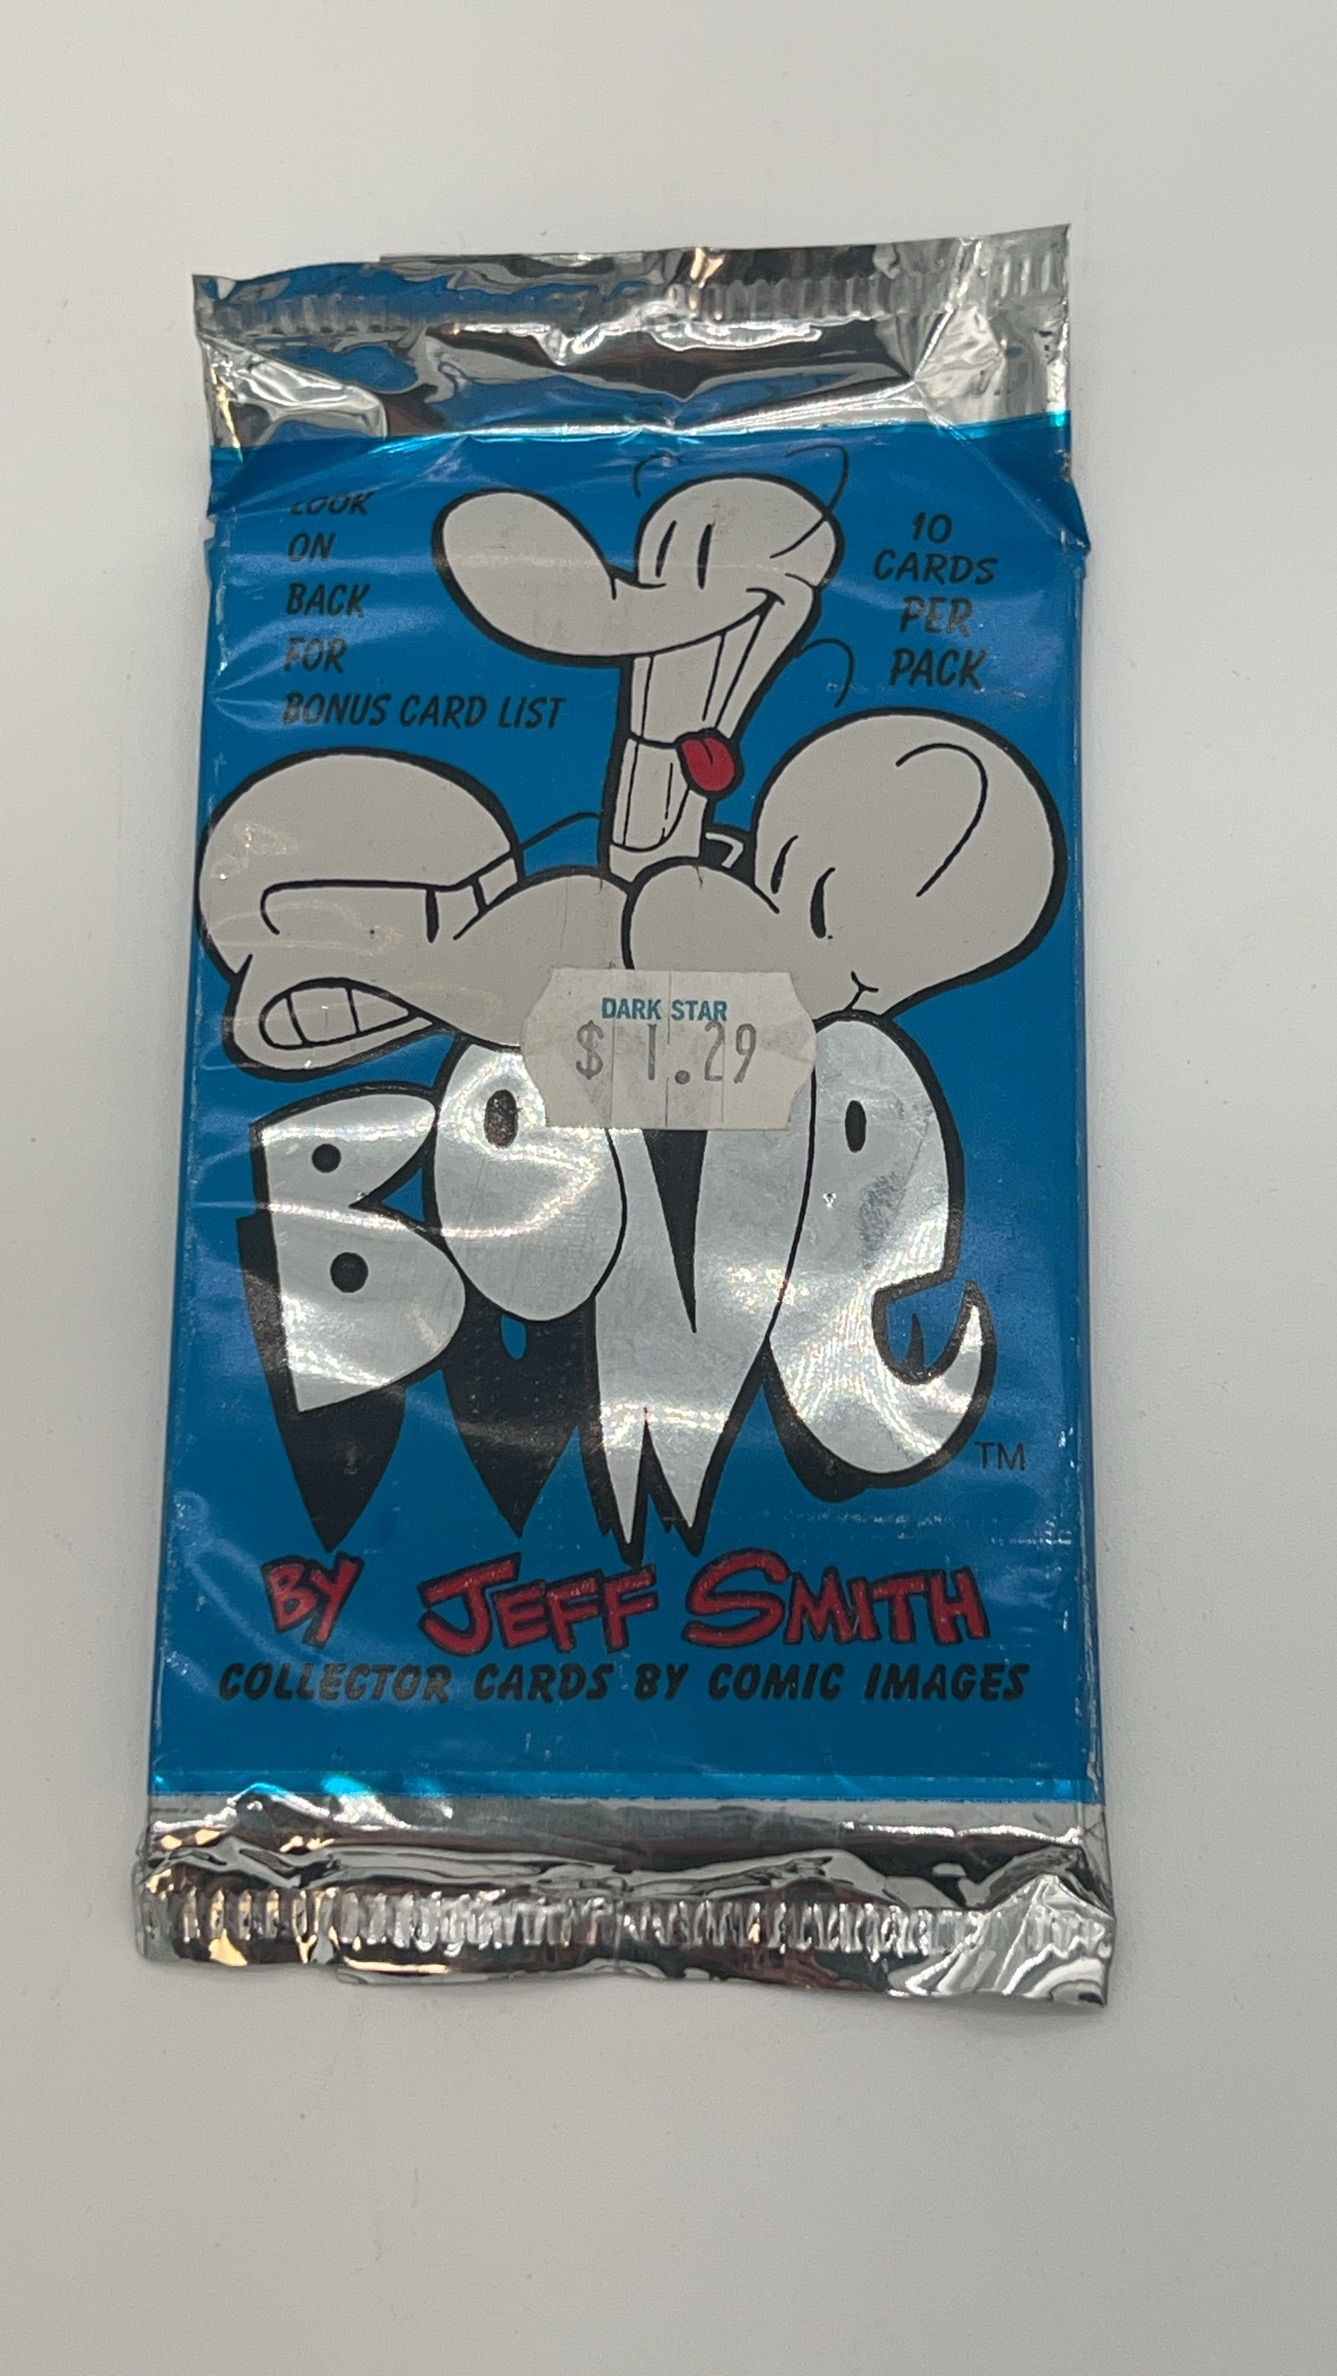 LOOK
ON
BACK
FOR
BONUS CARD LIST
10
CARDS
PER
PACK
DARK STAR
$ 1.29
BONE TM
BY JEFF SMITH
COLLECTOR CARDS BY COMIC IMAGES